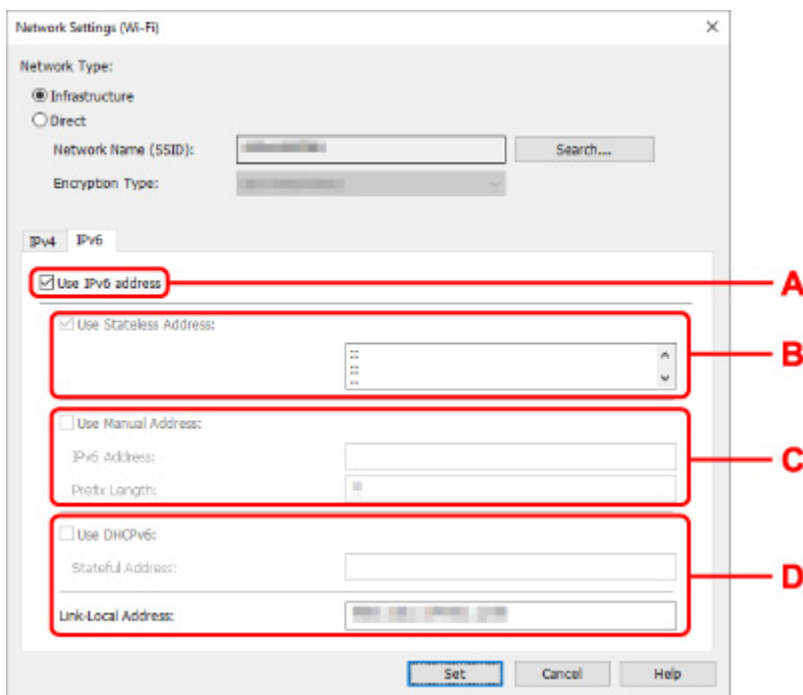 Network Settings (Wi-Fi)
Network Type:
Infrastructure
Direct
Network Name (SSID):
Search...
Encryption Type:
IPv4 IPv6
Use IPv6 address
A
Use Stateless Address:
::
::
::
B
Use Manual Address:
IPv6 Address:
Prefix Length:
C
Use DHCPv6:
Stateful Address:
D
Link-Local Address:
Set Cancel Help